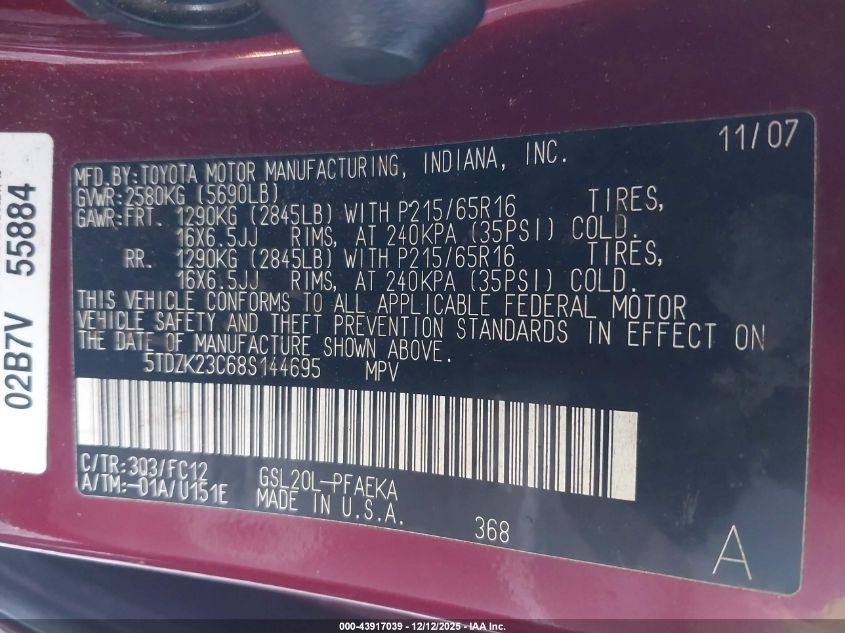 11/07
MFD.BY:TOYOTA MOTOR MANUFACTURING, INDIANA, INC.
GVWR:2580KG (5690LB)
GAWR:FRT. 1290KG (2845LB) WITH P215/65R16 TIRES,
16X6.5JJ RIMS, AT 240KPA (35PSI) COLD.
RR. 1290KG (2845LB) WITH P215/65R16 TIRES,
16X6.5JJ RIMS, AT 240KPA (35PSI) COLD.
THIS VEHICLE CONFORMS TO ALL APPLICABLE FEDERAL MOTOR
VEHICLE SAFETY AND THEFT PREVENTION STANDARDS IN EFFECT ON
THE DATE OF MANUFACTURE SHOWN ABOVE.
5TDZK23C68S144695 MPV
C/TR:3Q3/FC12 GSL20L-PFAEKA
A/TM:-01A/U151E MADE IN U.S.A.
368
A
02B7V 55884
000-43917039 - 12/12/2025 - IAA Inc.